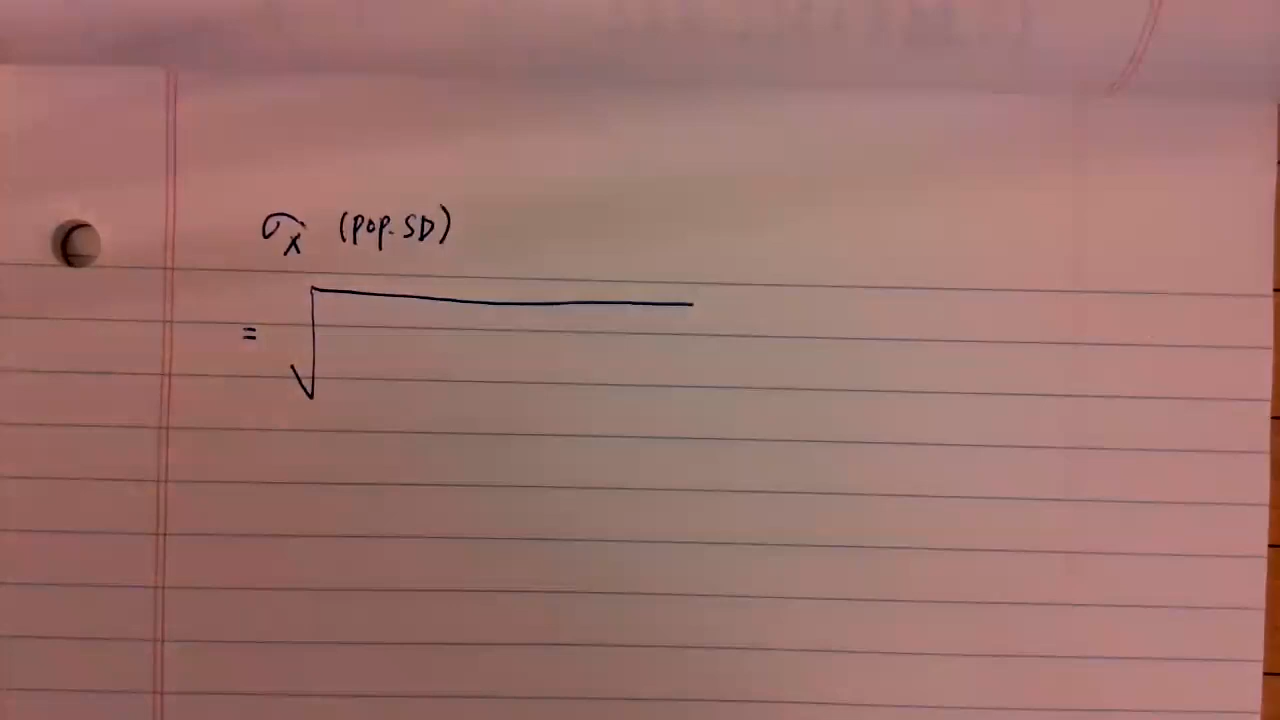 σx (pop. SD)
= √